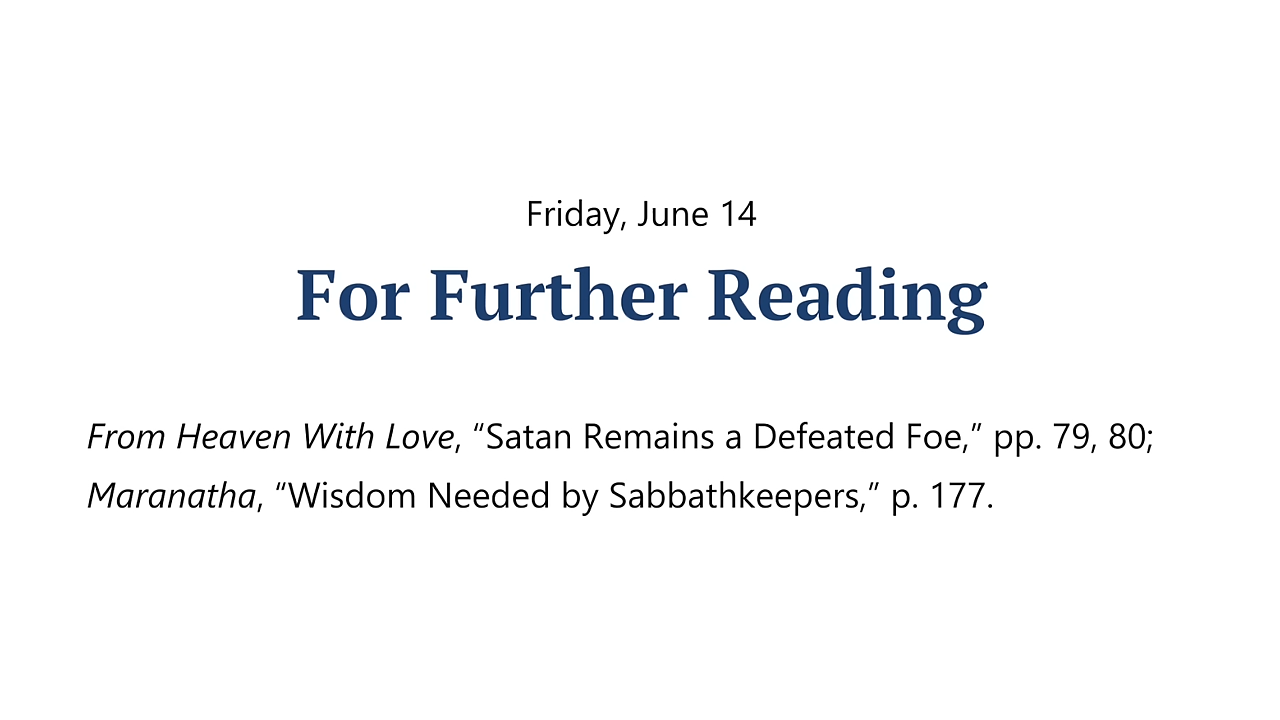 Friday, June 14
For Further Reading
From Heaven With Love, “Satan Remains a Defeated Foe,” pp. 79, 80;
Maranatha, “Wisdom Needed by Sabbathkeepers,” p. 177.